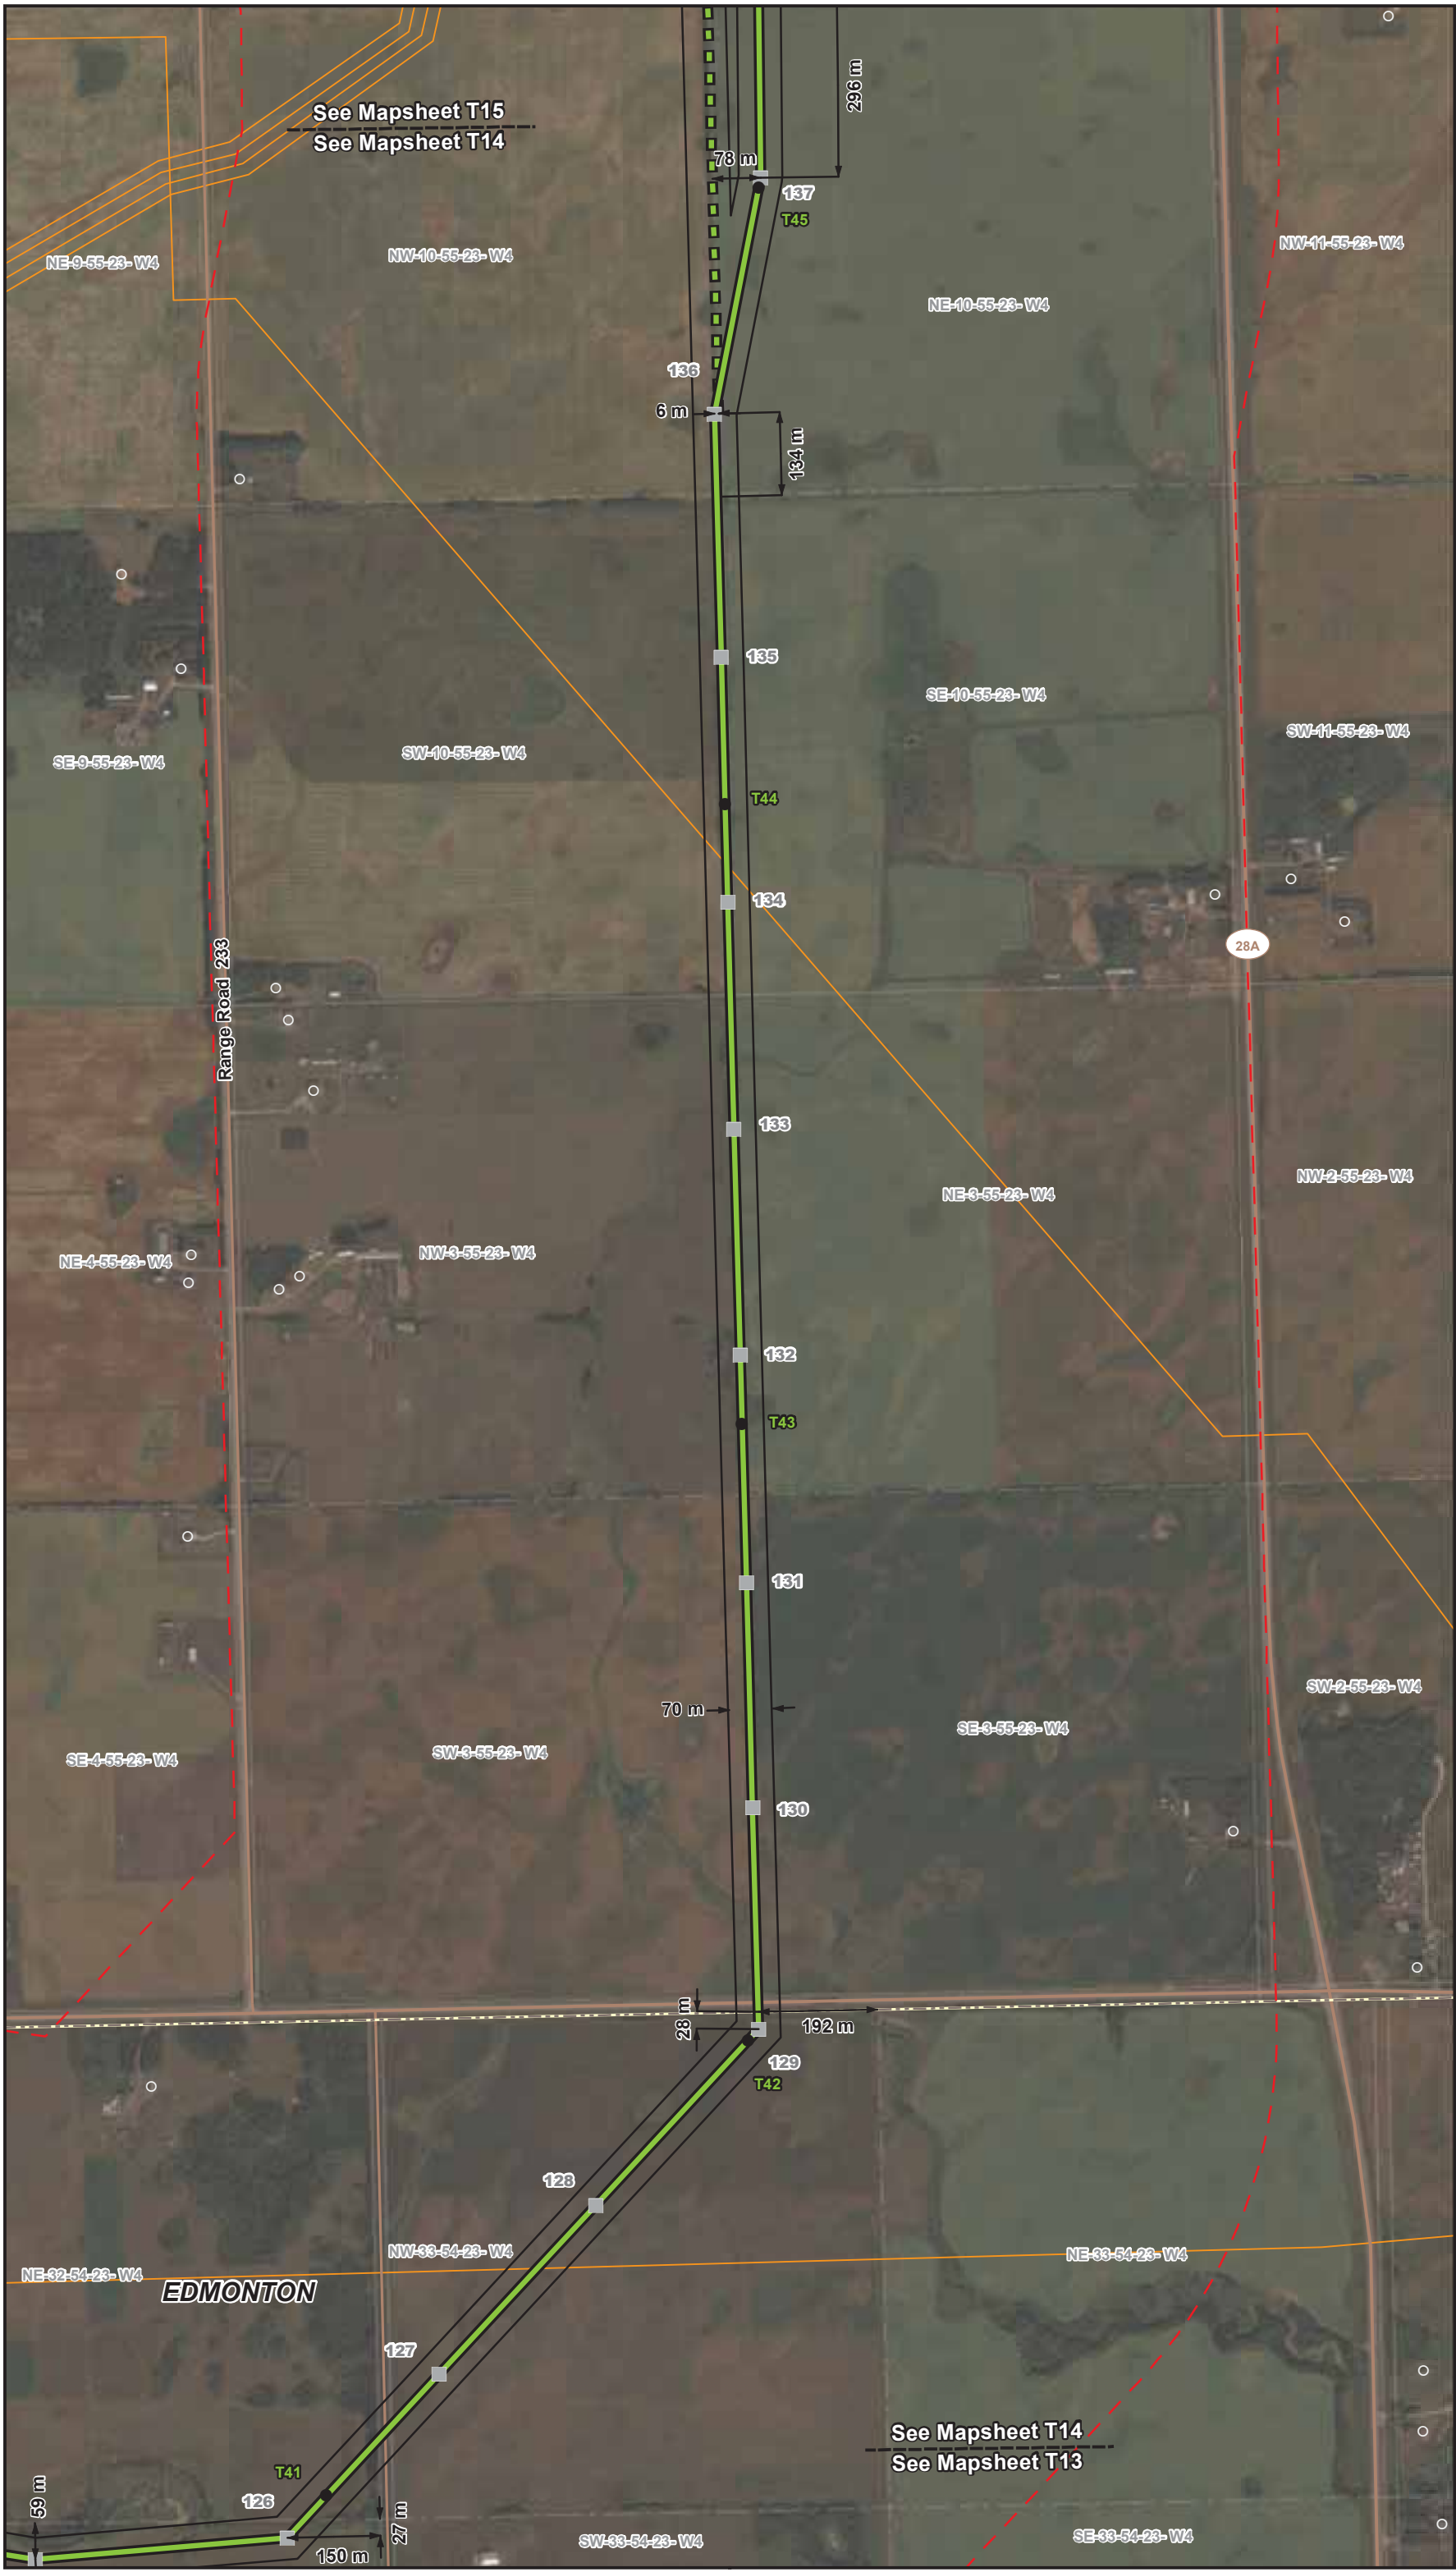 296 m
See Mapsheet T15
See Mapsheet T14
78 m
137
T45
NE-9-55-23- W4
NW-10-55-23- W4
NW-11-55-23- W4
NE-10-55-23- W4
136
6 m
134 m
135
SE-10-55-23- W4
SW-11-55-23- W4
SE-9-55-23- W4
SW-10-55-23- W4
T44
134
28A
Range Road 233
133
NW-2-55-23- W4
NE-3-55-23- W4
NE-4-55-23- W4
NW-3-55-23- W4
132
T43
131
SW-2-55-23- W4
70 m
SE-3-55-23- W4
SE-4-55-23- W4
SW-3-55-23- W4
130
28 m
192 m
129
T42
128
NW-33-54-23- W4
NE-33-54-23- W4
NE-32-54-23- W4
EDMONTON
127
See Mapsheet T14
See Mapsheet T13
T41
126
59 m
27 m
150 m
SW-33-54-23- W4
SE-33-54-23- W4